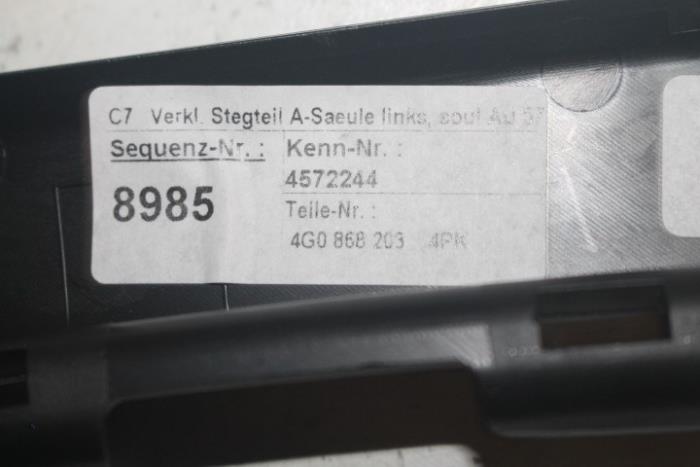 C7 Verkl. Stegteil A-Saeule links, soul Au 57
Sequenz-Nr. : Kenn-Nr. :
8985 4572244
Teile-Nr. :
4G0 868 203 4PK